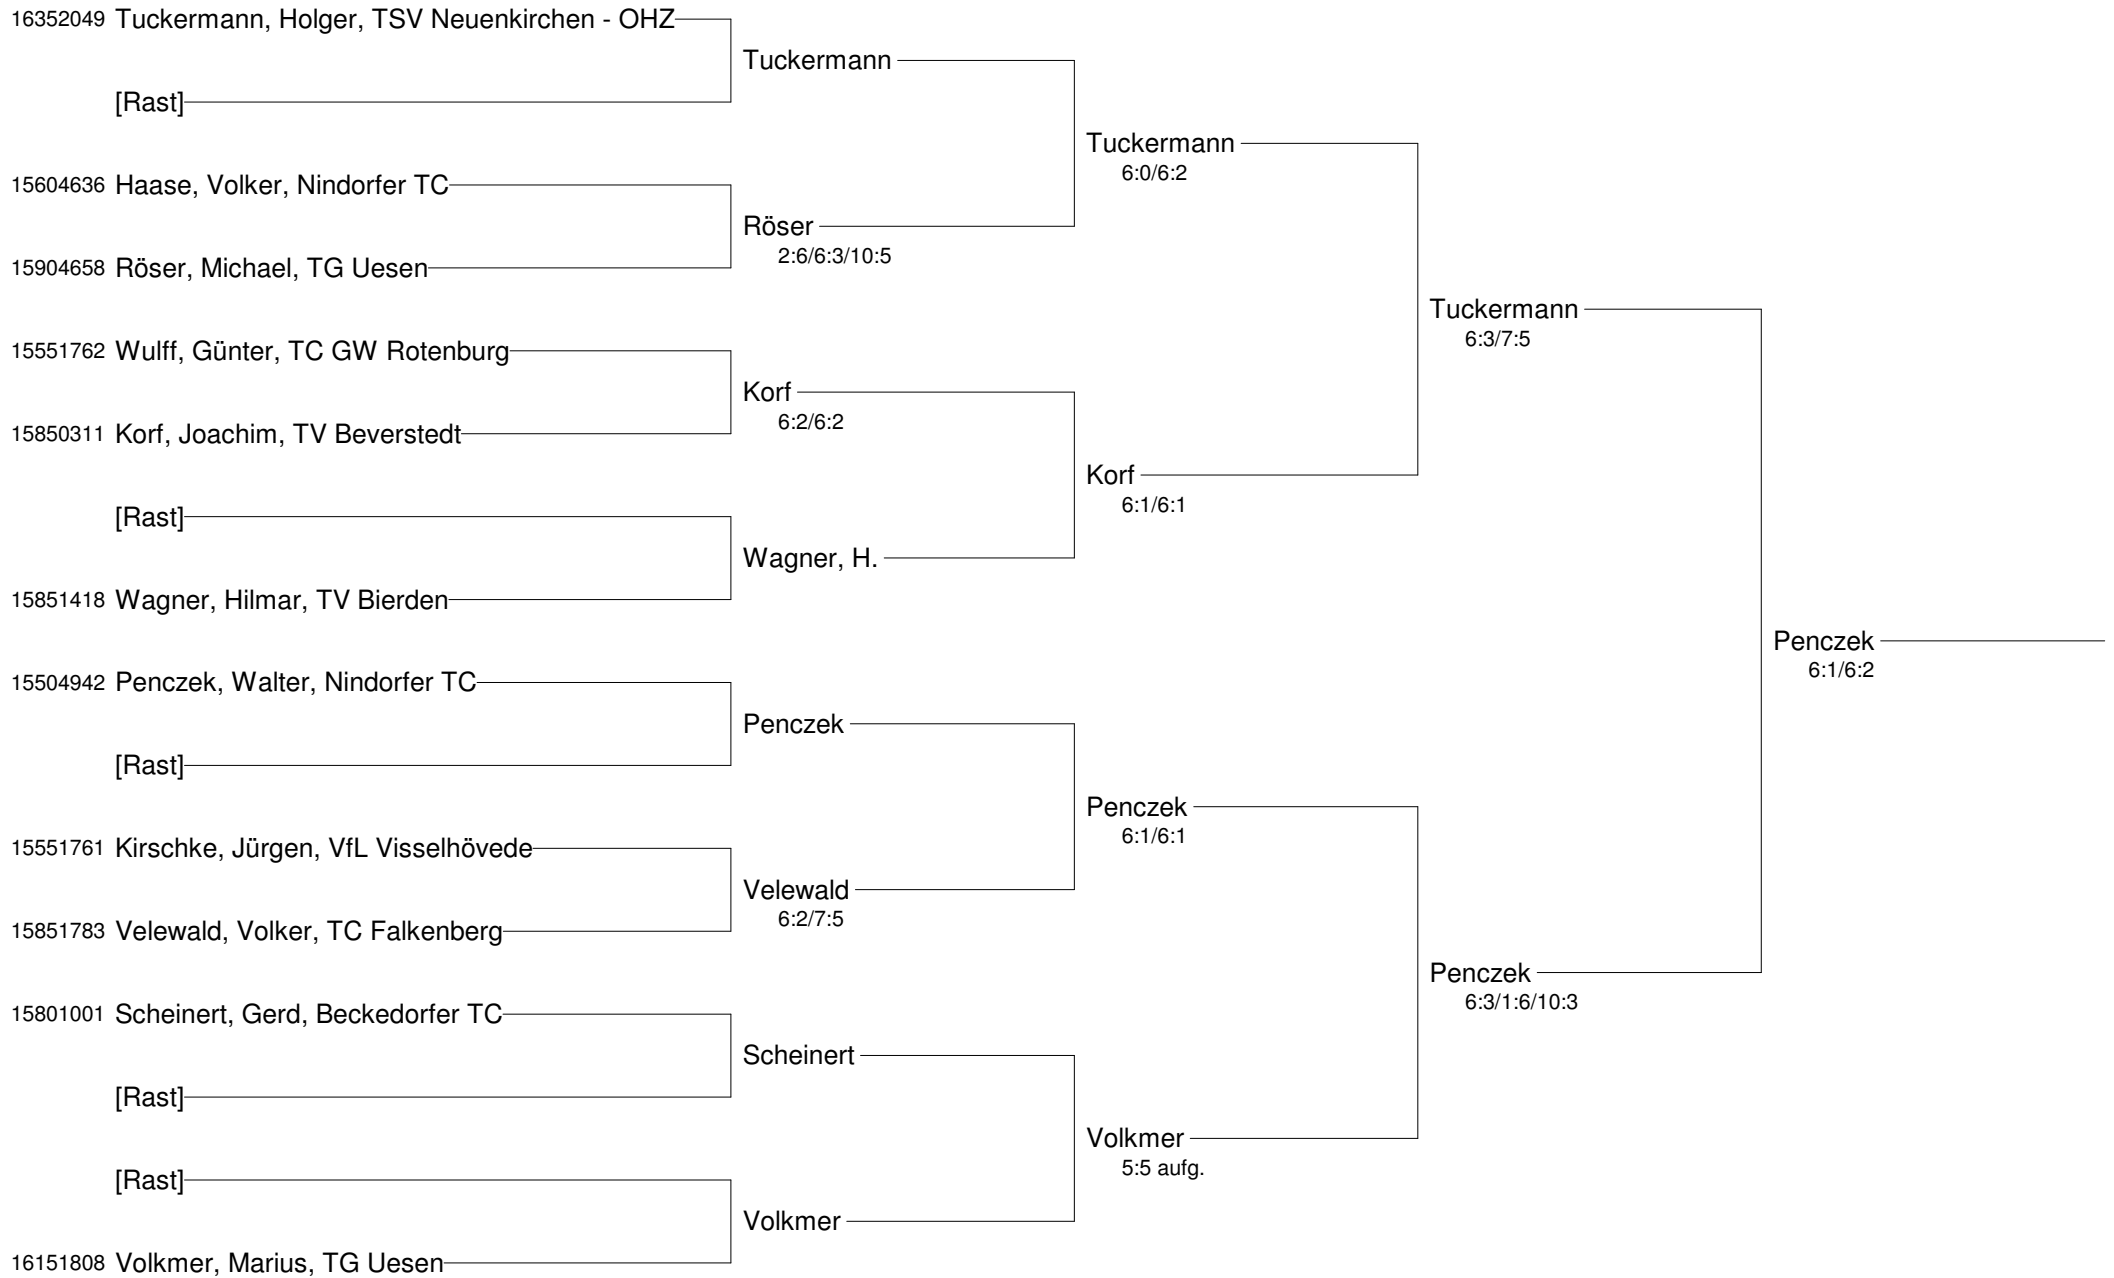 16352049 Tuckermann, Holger, TSV Neuenkirchen - OHZ
Tuckermann
[Rast]
Tuckermann
6:0/6:2
15604636 Haase, Volker, Nindorfer TC
Röser
2:6/6:3/10:5
15904658 Röser, Michael, TG Uesen
Tuckermann
6:3/7:5
15551762 Wulff, Günter, TC GW Rotenburg
Korf
6:2/6:2
15850311 Korf, Joachim, TV Beverstedt
Korf
6:1/6:1
[Rast]
Wagner, H.
15851418 Wagner, Hilmar, TV Bierden
Penczek
6:1/6:2
15504942 Penczek, Walter, Nindorfer TC
Penczek
[Rast]
Penczek
6:1/6:1
15551761 Kirschke, Jürgen, VfL Visselhövede
Velewald
6:2/7:5
15851783 Velewald, Volker, TC Falkenberg
Penczek
6:3/1:6/10:3
15801001 Scheinert, Gerd, Beckedorfer TC
Scheinert
[Rast]
Volkmer
5:5 aufg.
[Rast]
Volkmer
16151808 Volkmer, Marius, TG Uesen